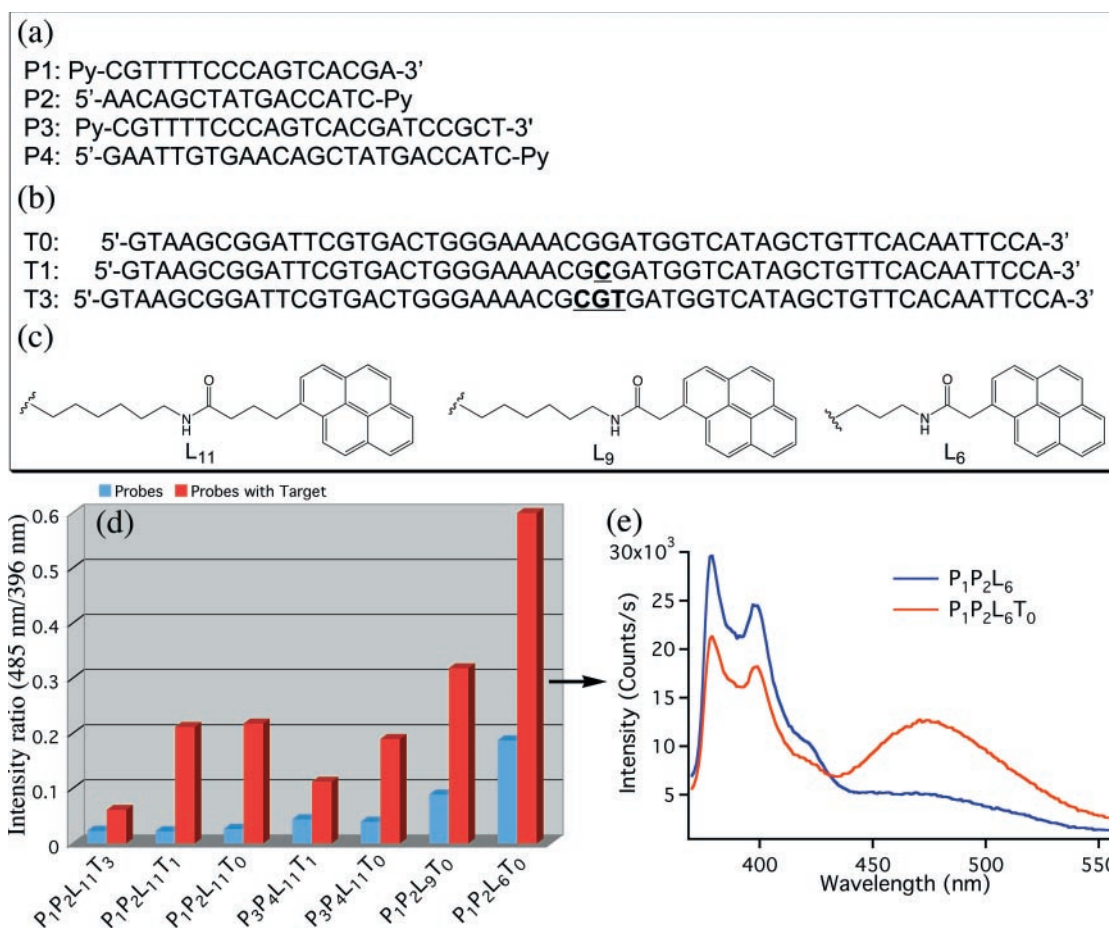 (a)
P1: Py-CGTTTTCCCAGTCACGA-3’
P2: 5’-AACAGCTATGACCATC-Py
P3: Py-CGTTTTCCCAGTCACGATCCGCT-3'
P4: 5’-GAATTGTGAACAGCTATGACCATC-Py
(b)
T0: 5’-GTAAGCGGATTCGTGACTGGGAAAACGGATGGTCATAGCTGTTCACAATTCCA-3’
T1: 5’-GTAAGCGGATTCGTGACTGGGAAAACGCGATGGTCATAGCTGTTCACAATTCCA-3’
T3: 5’-GTAAGCGGATTCGTGACTGGGAAAACGCGTGATGGTCATAGCTGTTCACAATTCCA-3’
(c)
O O O
N N N
H H H
L11 L9 L6
Probes Probes with Target
(d) (e)
Intensity ratio (485 nm/396 nm)
0.6
0.5
0.4
0.3
0.2
0.1
0
P1P2L11T3 P1P2L11T1 P1P2L11T0 P3P4L11T1 P3P4L11T0 P1P2L9T0 P1P2L6T0
Intensity (Counts/s)
30x10³
25
20
15
10
5
P1P2L6
P1P2L6T0
400 450 500 550
Wavelength (nm)